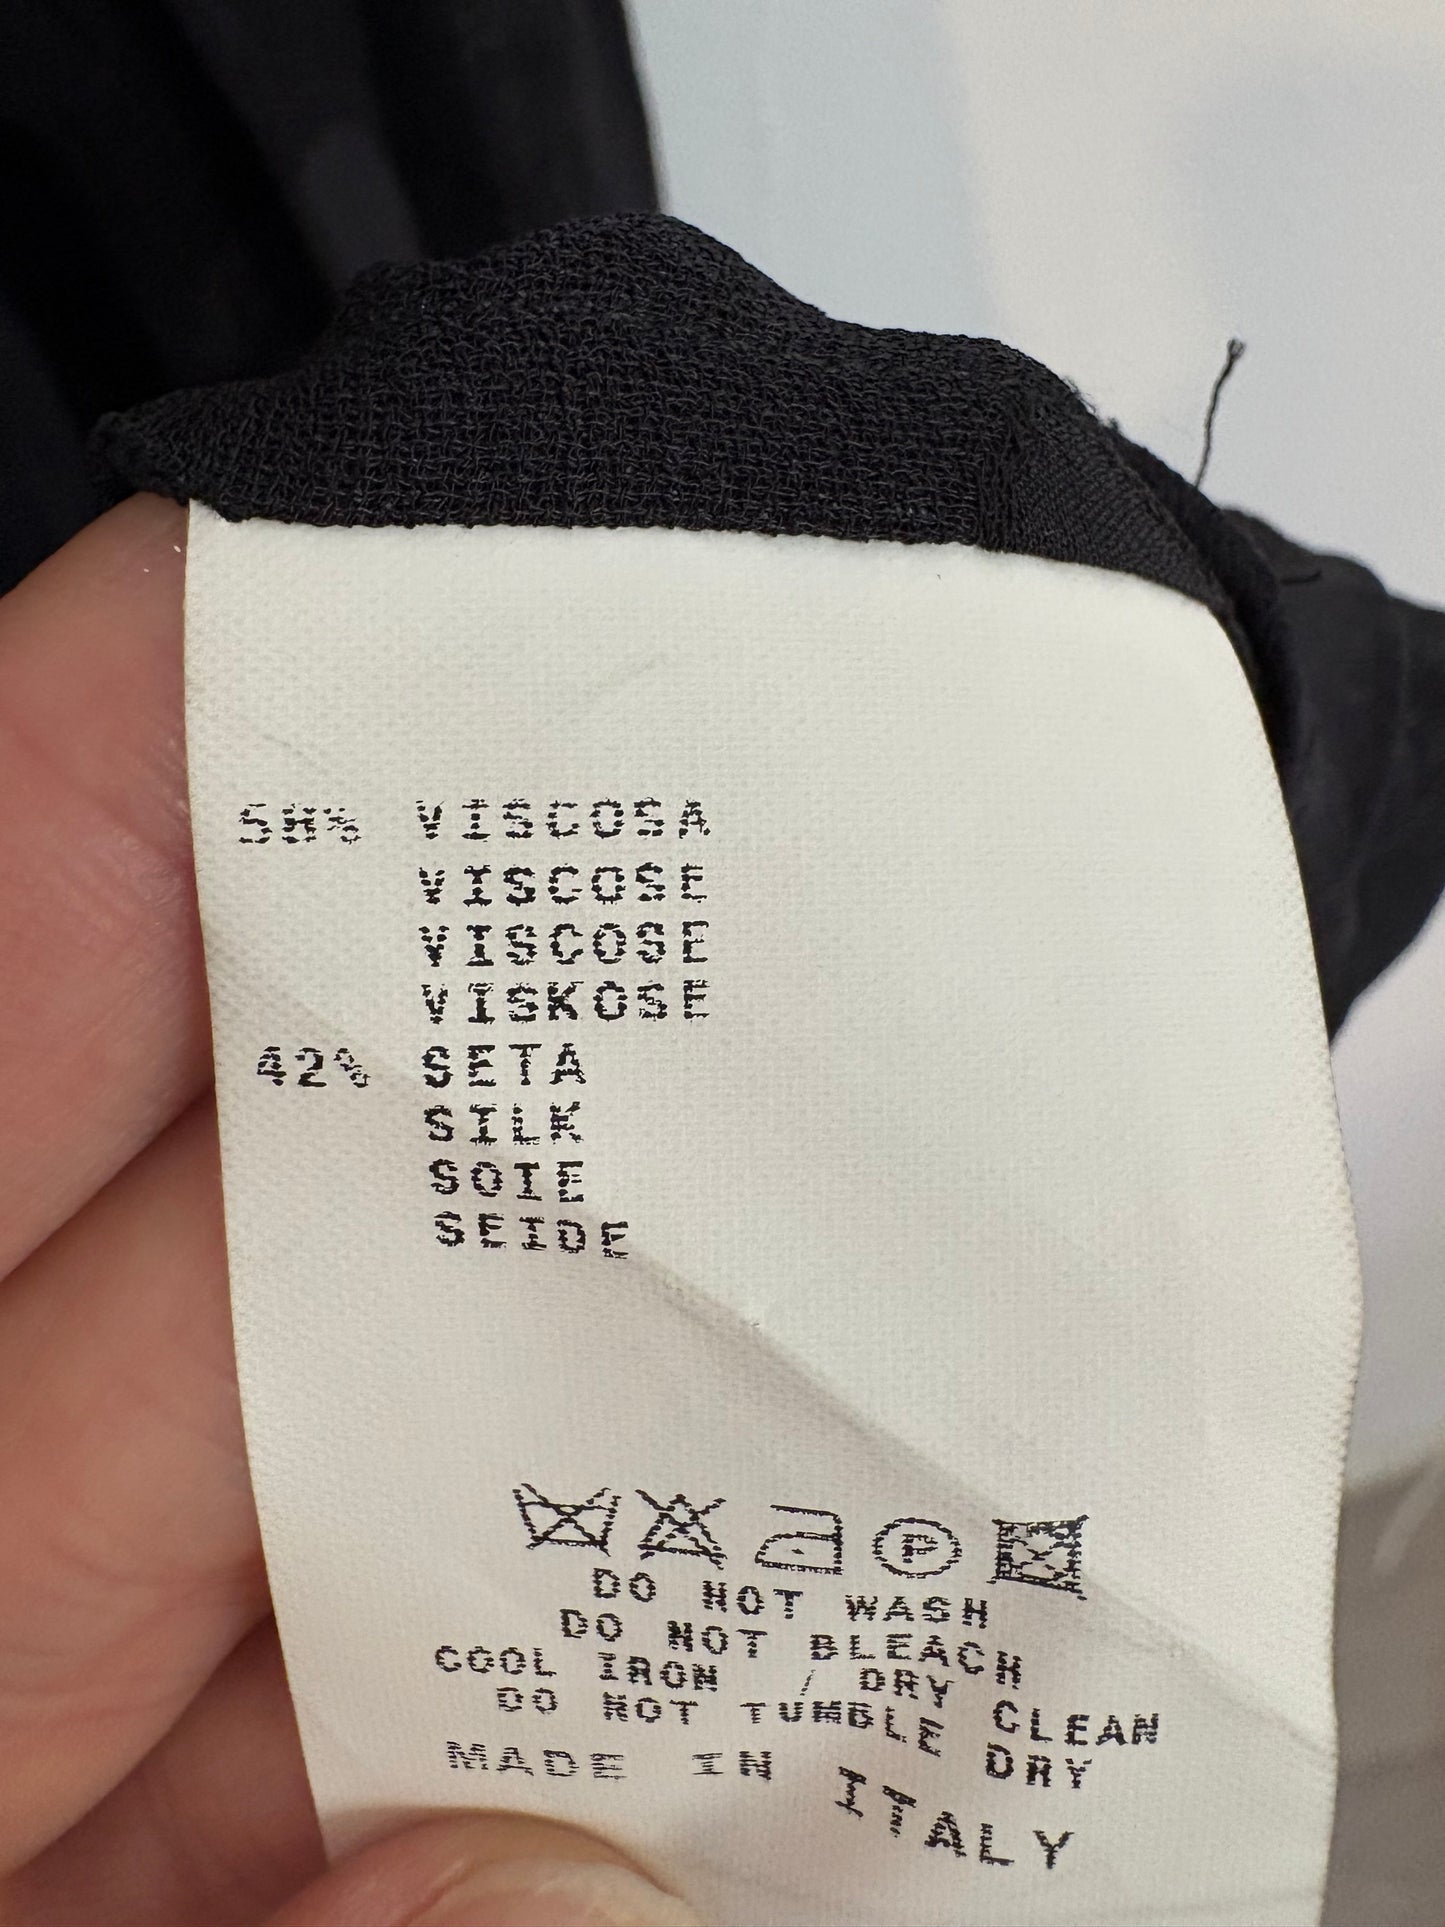 58% VISCOSA
VISCOSE
VISCOSE
VISKOSE
42% SETA
SILK
SOIE
SEIDE
P
DO NOT WASH
DO NOT BLEACH
COOL IRON/DRY CLEAN
DO NOT TUMBLE DRY
MADE IN ITALY